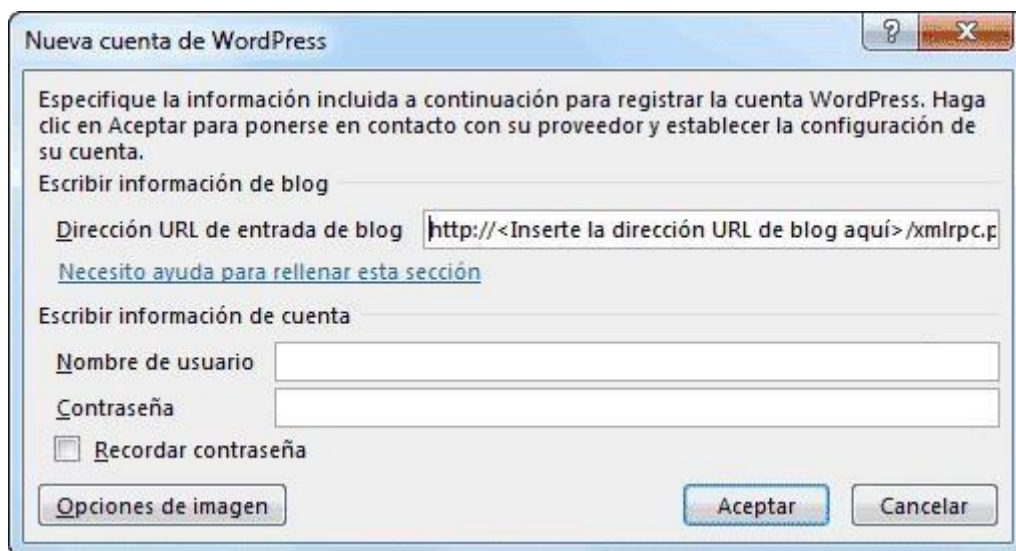 Nueva cuenta de WordPress
Especifique la información incluida a continuación para registrar la cuenta WordPress. Haga
clic en Aceptar para ponerse en contacto con su proveedor y establecer la configuración de
su cuenta.
Escribir información de blog
Dirección URL de entrada de blog http://<Inserte la dirección URL de blog aquí>/xmlrpc.p
Necesito ayuda para rellenar esta sección
Escribir información de cuenta
Nombre de usuario
Contraseña
Recordar contraseña
Opciones de imagen Aceptar Cancelar